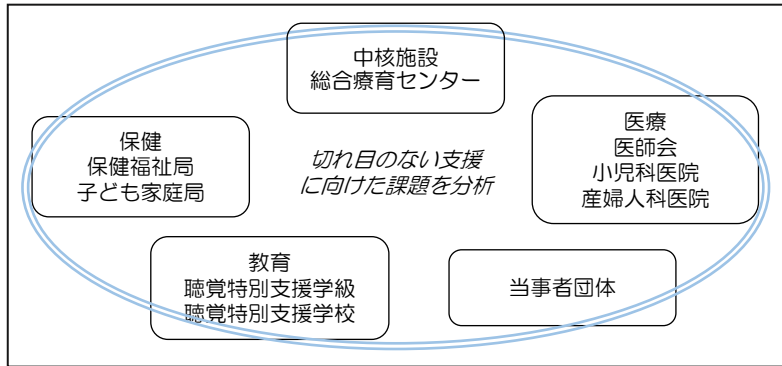 中核施設
総合療育センター
保健
保健福祉局
子ども家庭局
切れ目のない支援
に向けた課題を分析
医療
医師会
小児科医院
産婦人科医院
教育
聴覚特別支援学級
聴覚特別支援学校
当事者団体